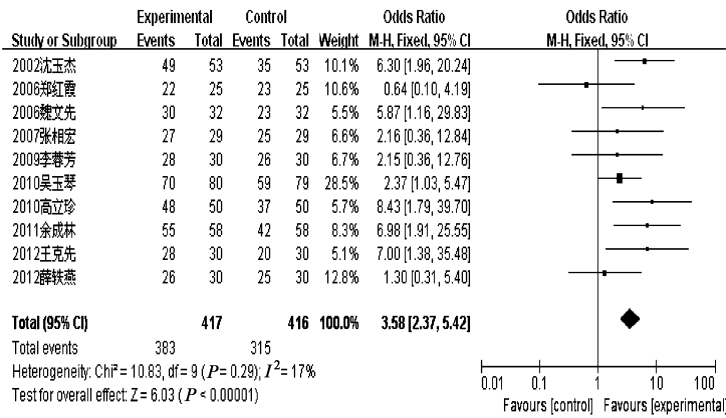 Experimental Control Odds Ratio Odds Ratio
Study or Subgroup Events Total Events Total Weight M-H, Fixed, 95% CI M-H, Fixed, 95% CI
2002沈玉杰 49 53 35 53 10.1% 6.30 [1.96, 20.24]
2006郑红霞 22 25 23 25 10.6% 0.64 [0.10, 4.19]
2006魏文先 30 32 23 32 5.5% 5.87 [1.16, 29.83]
2007张相宏 27 29 25 29 6.6% 2.16 [0.36, 12.84]
2009李蓉芳 28 30 26 30 6.6% 2.15 [0.36, 12.76]
2010吴玉琴 70 80 59 79 28.5% 2.37 [1.03, 5.47]
2010高立珍 48 50 37 50 5.7% 8.43 [1.79, 39.70]
2011余成林 55 58 42 58 8.3% 6.98 [1.91, 25.55]
2012王克先 28 30 20 30 5.1% 7.00 [1.38, 35.48]
2012薛轶燕 26 30 25 30 12.8% 1.30 [0.31, 5.40]
Total (95% CI) 417 416 100.0% 3.58 [2.37, 5.42]
Total events 383 315
Heterogeneity: Chi² = 10.83, df = 9 (P = 0.29); I² = 17%
Test for overall effect: Z = 6.03 (P < 0.00001)
0.01 0.1 1 10 100
Favours [control] Favours [experimental]